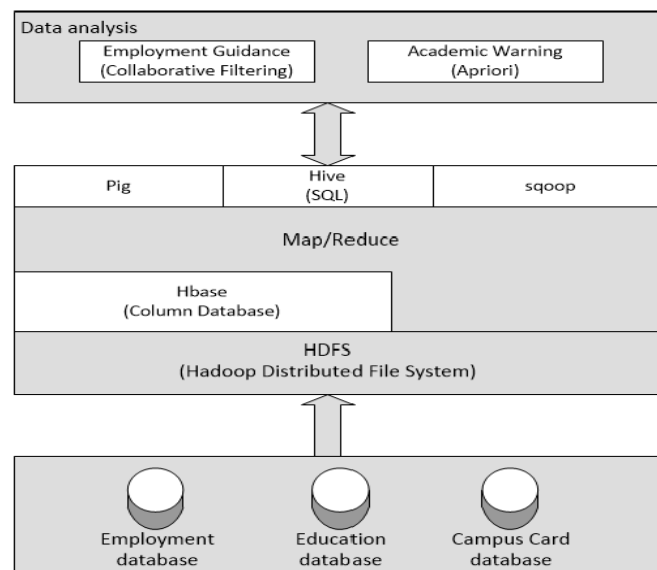 Data analysis
Employment Guidance
(Collaborative Filtering)
Academic Warning
(Apriori)
Pig
Hive
(SQL)
sqoop
Map/Reduce
Hbase
(Column Database)
HDFS
(Hadoop Distributed File System)
Employment
database
Education
database
Campus Card
database